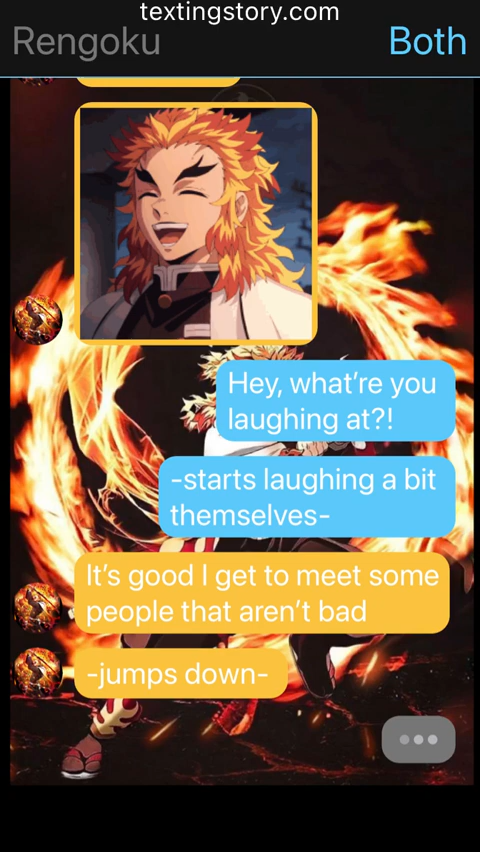 textingstory.com
Rengoku
Both
Hey, what’re you
laughing at?!
-starts laughing a bit
themselves-
It’s good I get to meet some
people that aren’t bad
-jumps down-